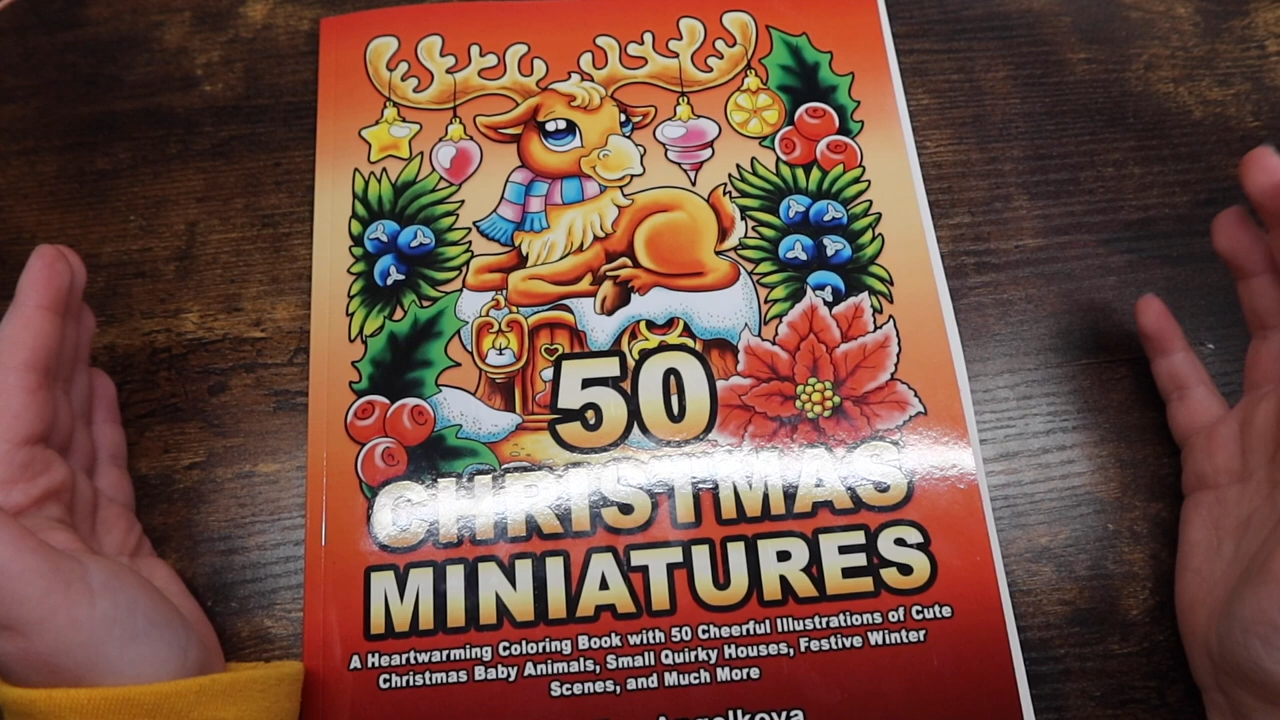 50
CHRISTMAS
MINIATURES
A Heartwarming Coloring Book with 50 Cheerful Illustrations of Cute
Christmas Baby Animals, Small Quirky Houses, Festive Winter
Scenes, and Much More
Angelkova